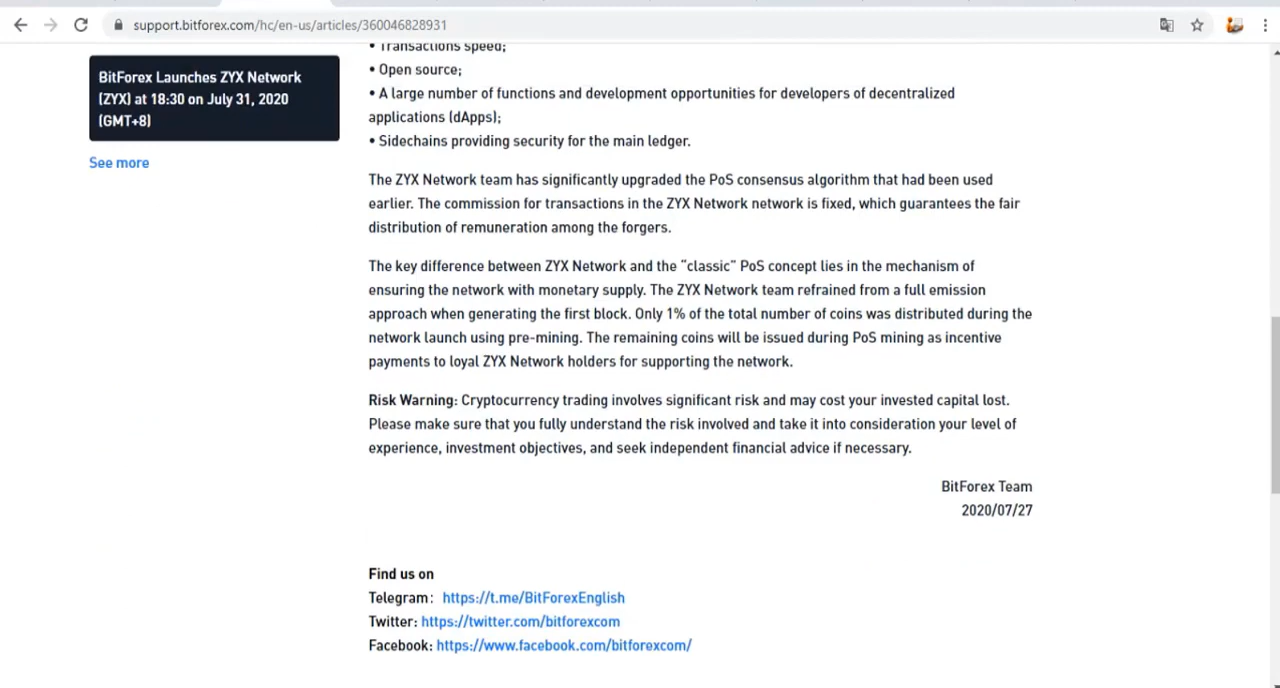 support.bitforex.com/hc/en-us/articles/360046828931
BitForex Launches ZYX Network
(ZYX) at 18:30 on July 31, 2020
(GMT+8)
See more
• Transactions speed;
• Open source;
• A large number of functions and development opportunities for developers of decentralized
applications (dApps);
• Sidechains providing security for the main ledger.
The ZYX Network team has significantly upgraded the PoS consensus algorithm that had been used
earlier. The commission for transactions in the ZYX Network network is fixed, which guarantees the fair
distribution of remuneration among the forgers.
The key difference between ZYX Network and the “classic” PoS concept lies in the mechanism of
ensuring the network with monetary supply. The ZYX Network team refrained from a full emission
approach when generating the first block. Only 1% of the total number of coins was distributed during the
network launch using pre-mining. The remaining coins will be issued during PoS mining as incentive
payments to loyal ZYX Network holders for supporting the network.
Risk Warning: Cryptocurrency trading involves significant risk and may cost your invested capital lost.
Please make sure that you fully understand the risk involved and take it into consideration your level of
experience, investment objectives, and seek independent financial advice if necessary.
BitForex Team
2020/07/27
Find us on
Telegram： https://t.me/BitForexEnglish
Twitter: https://twitter.com/bitforexcom
Facebook: https://www.facebook.com/bitforexcom/